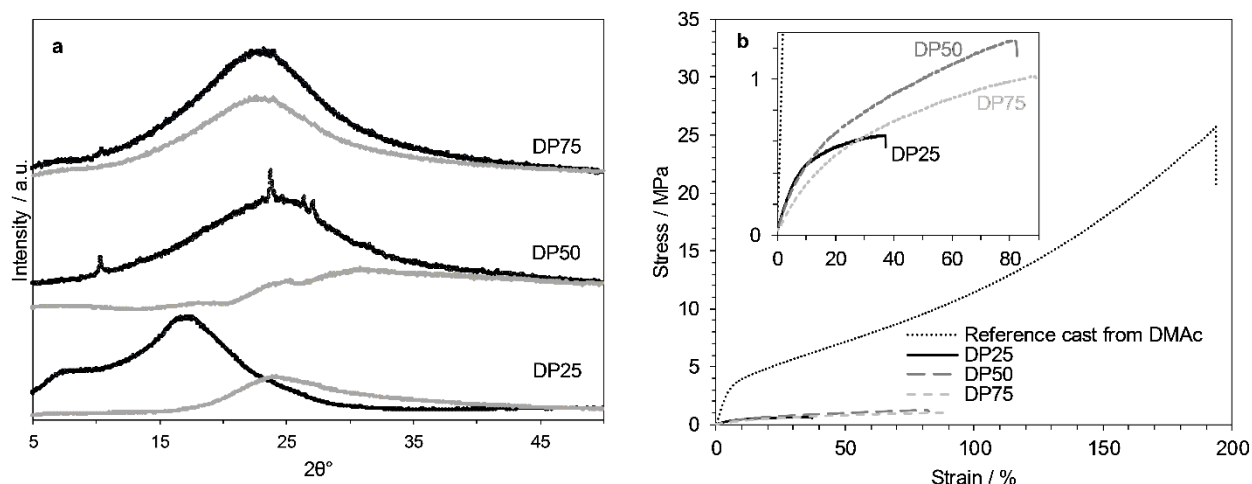 a
DP75
DP50
DP25
Intensity / a.u.
5
15
25
35
45
2θ°
b
DP50
DP75
DP25
1
0
0
20
40
60
80
Reference cast from DMAc
DP25
DP50
DP75
35
30
25
20
15
10
5
0
Stress / MPa
0
50
100
150
200
Strain / %